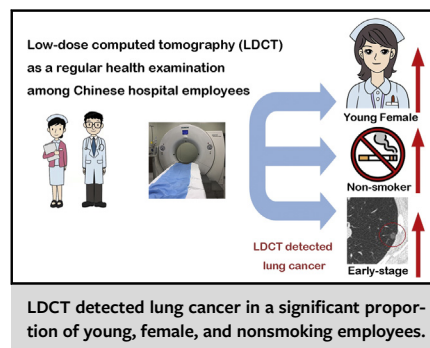 Low-dose computed tomography (LDCT)
as a regular health examination
among Chinese hospital employees
Young Female
Non-smoker
LDCT detected
lung cancer
Early-stage
LDCT detected lung cancer in a significant propor-
tion of young, female, and nonsmoking employees.